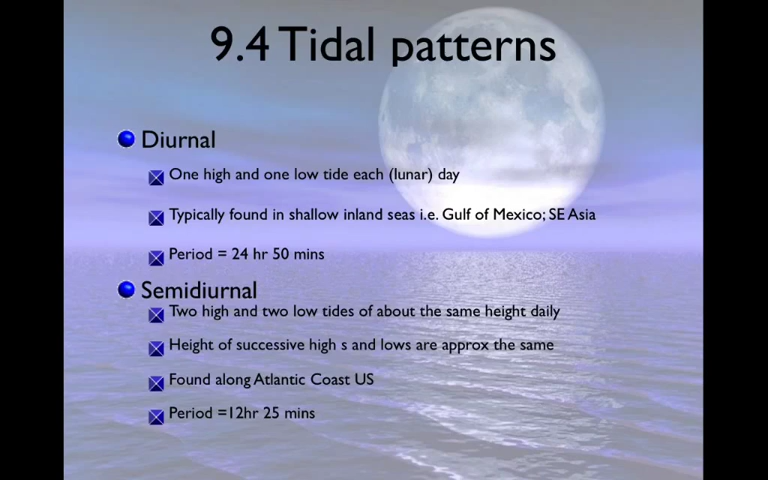 9.4 Tidal patterns
Diurnal
One high and one low tide each (lunar) day
Typically found in shallow inland seas i.e. Gulf of Mexico; SE Asia
Period = 24 hr 50 mins
Semidiurnal
Two high and two low tides of about the same height daily
Height of successive high s and lows are approx the same
Found along Atlantic Coast US
Period =12hr 25 mins